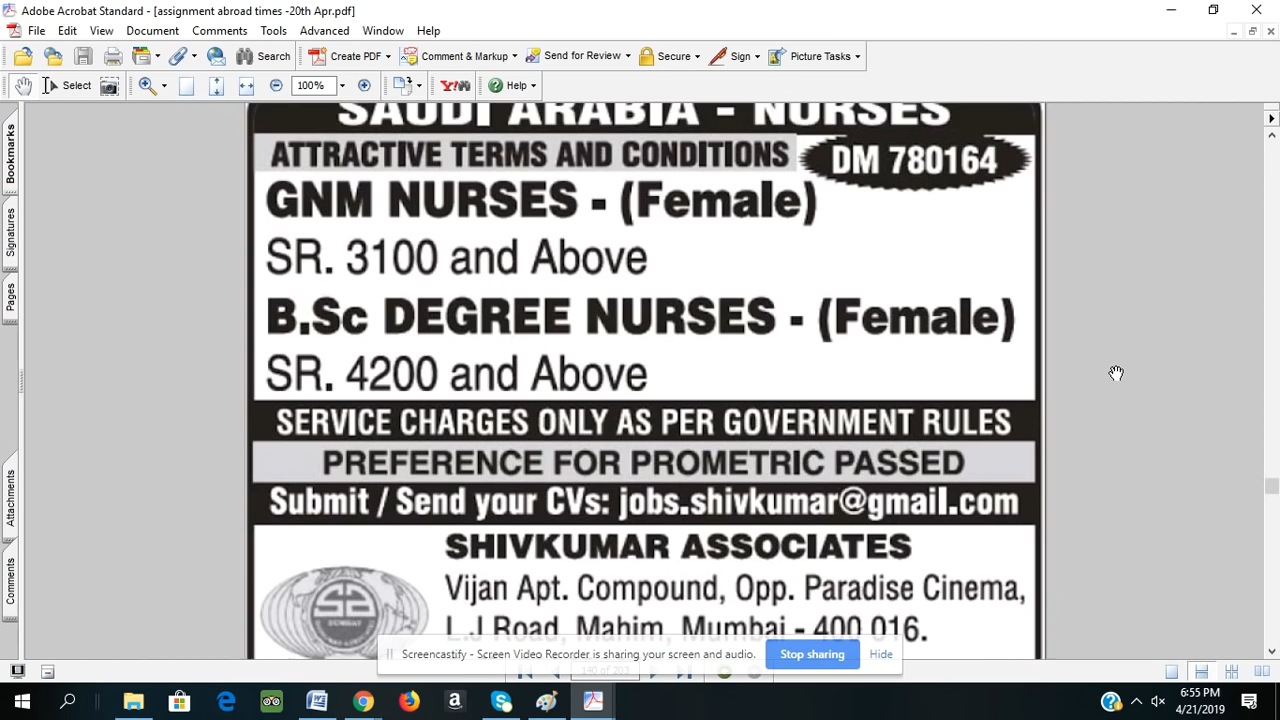 Adobe Acrobat Standard - [assignment abroad times -20th Apr.pdf]
File Edit View Document Comments Tools Advanced Window Help
Search Create PDF Comment & Markup Send for Review Secure Sign Picture Tasks
Select 100% Y! Help
Bookmarks
Signatures
Pages
Attachments
Comments
SAUDI ARABIA - NURSES
ATTRACTIVE TERMS AND CONDITIONS DM 780164
GNM NURSES - (Female)
SR. 3100 and Above
B.Sc DEGREE NURSES - (Female)
SR. 4200 and Above
SERVICE CHARGES ONLY AS PER GOVERNMENT RULES
PREFERENCE FOR PROMETRIC PASSED
Submit / Send your CVs: jobs.shivkumar@gmail.com
SHIVKUMAR ASSOCIATES
Vijan Apt. Compound, Opp. Paradise Cinema,
L.J Road, Mahim, Mumbai - 400 016.
Screencastify - Screen Video Recorder is sharing your screen and audio. Stop sharing Hide
140 of 203
6:55 PM
4/21/2019